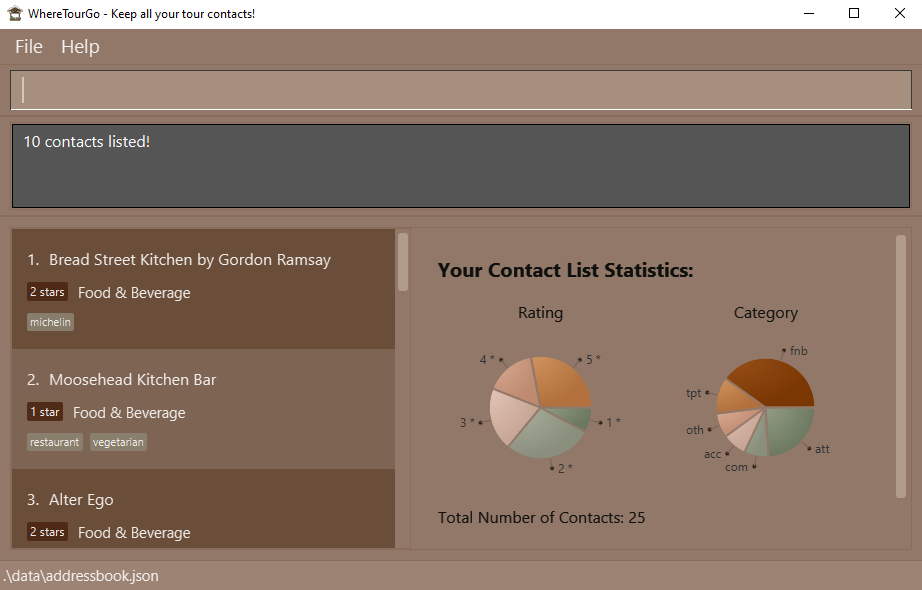 WhereTourGo - Keep all your tour contacts!
File Help
10 contacts listed!
1. Bread Street Kitchen by Gordon Ramsay
2 stars Food & Beverage
michelin
2. Moosehead Kitchen Bar
1 star Food & Beverage
restaurant vegetarian
3. Alter Ego
2 stars Food & Beverage
Your Contact List Statistics:
Rating
4 * 5 *
3 * 1 *
2 *
Category
fnb
tpt
oth
acc att
com
Total Number of Contacts: 25
.\data\addressbook.json